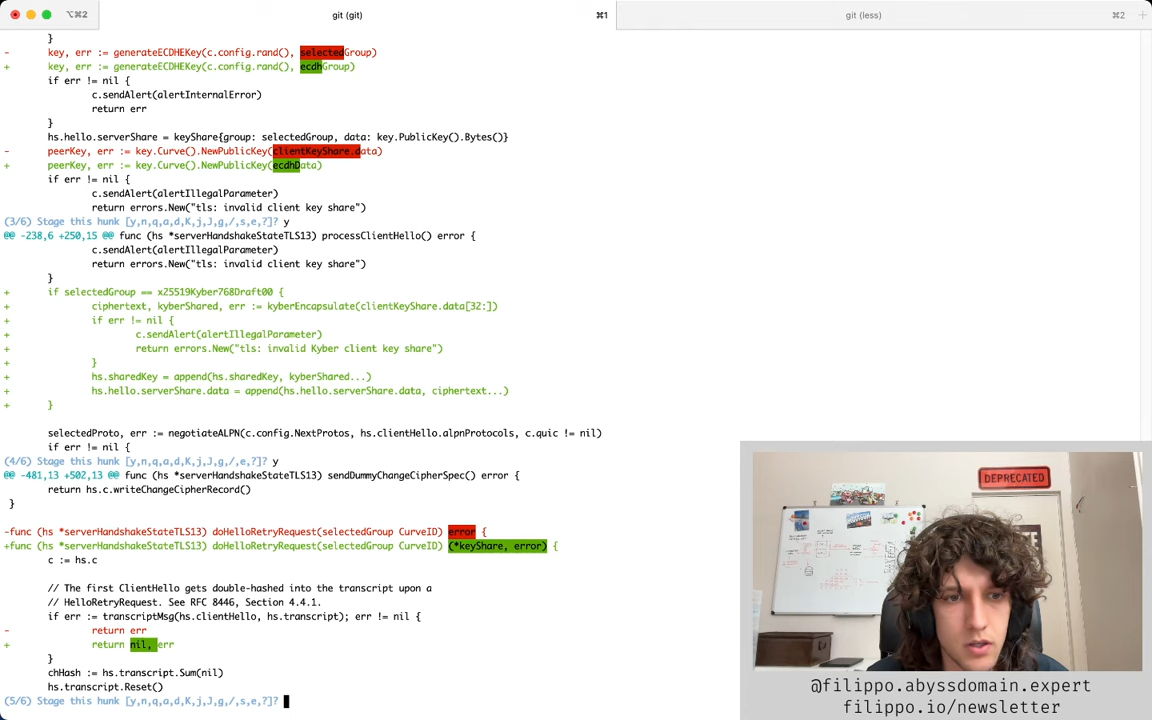 ⌥⌘2
git (git)
⌘1
git (less)
⌘2
}
- key, err := generateECDHEKey(c.config.rand(), selectedGroup)
+ key, err := generateECDHEKey(c.config.rand(), ecdhGroup)
if err != nil {
c.sendAlert(alertInternalError)
return err
}
hs.hello.serverShare = keyShare{group: selectedGroup, data: key.PublicKey().Bytes()}
- peerKey, err := key.Curve().NewPublicKey(clientKeyShare.data)
+ peerKey, err := key.Curve().NewPublicKey(ecdhData)
if err != nil {
c.sendAlert(alertIllegalParameter)
return errors.New("tls: invalid client key share")
(3/6) Stage this hunk [y,n,q,a,d,K,j,J,g,/,s,e,?]? y
@@ -238,6 +250,15 @@ func (hs *serverHandshakeStateTLS13) processClientHello() error {
c.sendAlert(alertIllegalParameter)
return errors.New("tls: invalid client key share")
}
+ if selectedGroup == x25519Kyber768Draft00 {
+ ciphertext, kyberShared, err := kyberEncapsulate(clientKeyShare.data[32:])
+ if err != nil {
+ c.sendAlert(alertIllegalParameter)
+ return errors.New("tls: invalid Kyber client key share")
+ }
+ hs.sharedKey = append(hs.sharedKey, kyberShared...)
+ hs.hello.serverShare.data = append(hs.hello.serverShare.data, ciphertext...)
+ }
selectedProto, err := negotiateALPN(c.config.NextProtos, hs.clientHello.alpnProtocols, c.quic != nil)
if err != nil {
(4/6) Stage this hunk [y,n,q,a,d,K,j,J,g,/,e,?]? y
@@ -481,13 +502,13 @@ func (hs *serverHandshakeStateTLS13) sendDummyChangeCipherSpec() error {
return hs.c.writeChangeCipherRecord()
}
-func (hs *serverHandshakeStateTLS13) doHelloRetryRequest(selectedGroup CurveID) error {
+func (hs *serverHandshakeStateTLS13) doHelloRetryRequest(selectedGroup CurveID) (*keyShare, error) {
c := hs.c
// The first ClientHello gets double-hashed into the transcript upon a
// HelloRetryRequest. See RFC 8446, Section 4.4.1.
if err := transcriptMsg(hs.clientHello, hs.transcript); err != nil {
- return err
+ return nil, err
}
chHash := hs.transcript.Sum(nil)
hs.transcript.Reset()
(5/6) Stage this hunk [y,n,q,a,d,K,j,J,g,/,s,e,?]?
DEPRECATED
@filippo.abyssdomain.expert
filippo.io/newsletter